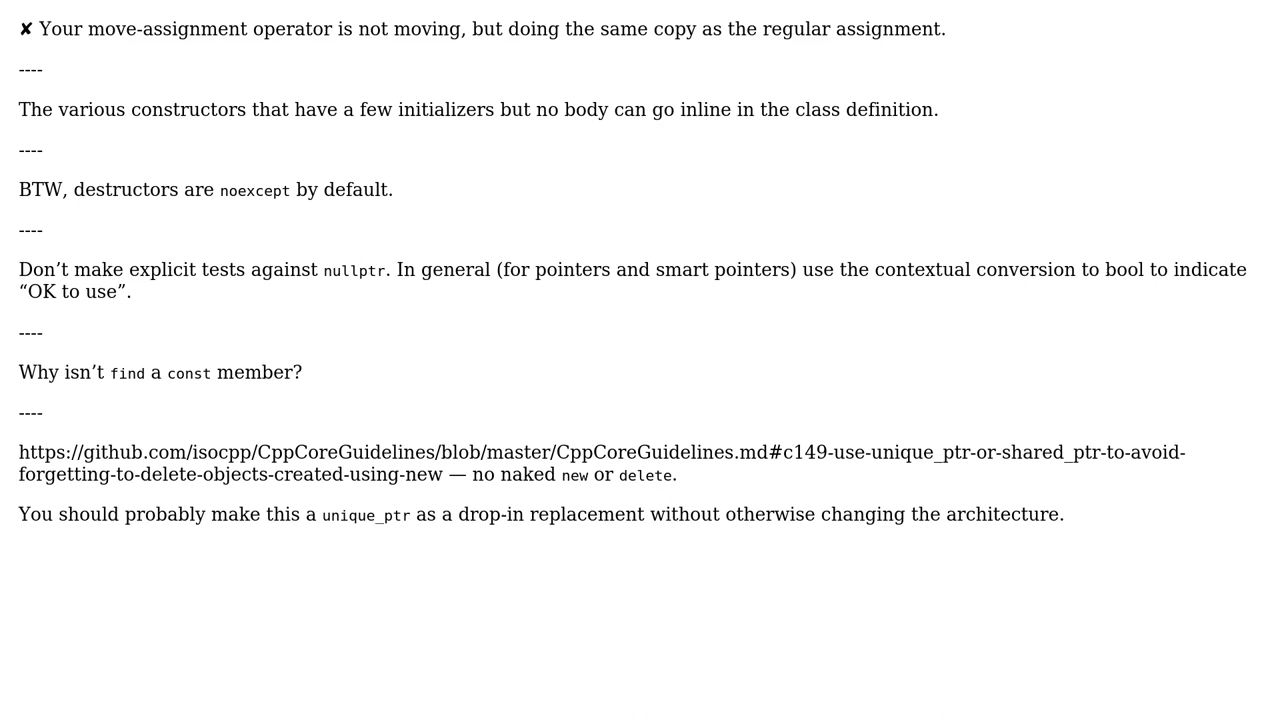 ✘ Your move-assignment operator is not moving, but doing the same copy as the regular assignment.
----
The various constructors that have a few initializers but no body can go inline in the class definition.
----
BTW, destructors are noexcept by default.
----
Don’t make explicit tests against nullptr. In general (for pointers and smart pointers) use the contextual conversion to bool to indicate
“OK to use”.
----
Why isn’t find a const member?
----
https://github.com/isocpp/CppCoreGuidelines/blob/master/CppCoreGuidelines.md#c149-use-unique_ptr-or-shared_ptr-to-avoid-
forgetting-to-delete-objects-created-using-new — no naked new or delete.
You should probably make this a unique_ptr as a drop-in replacement without otherwise changing the architecture.